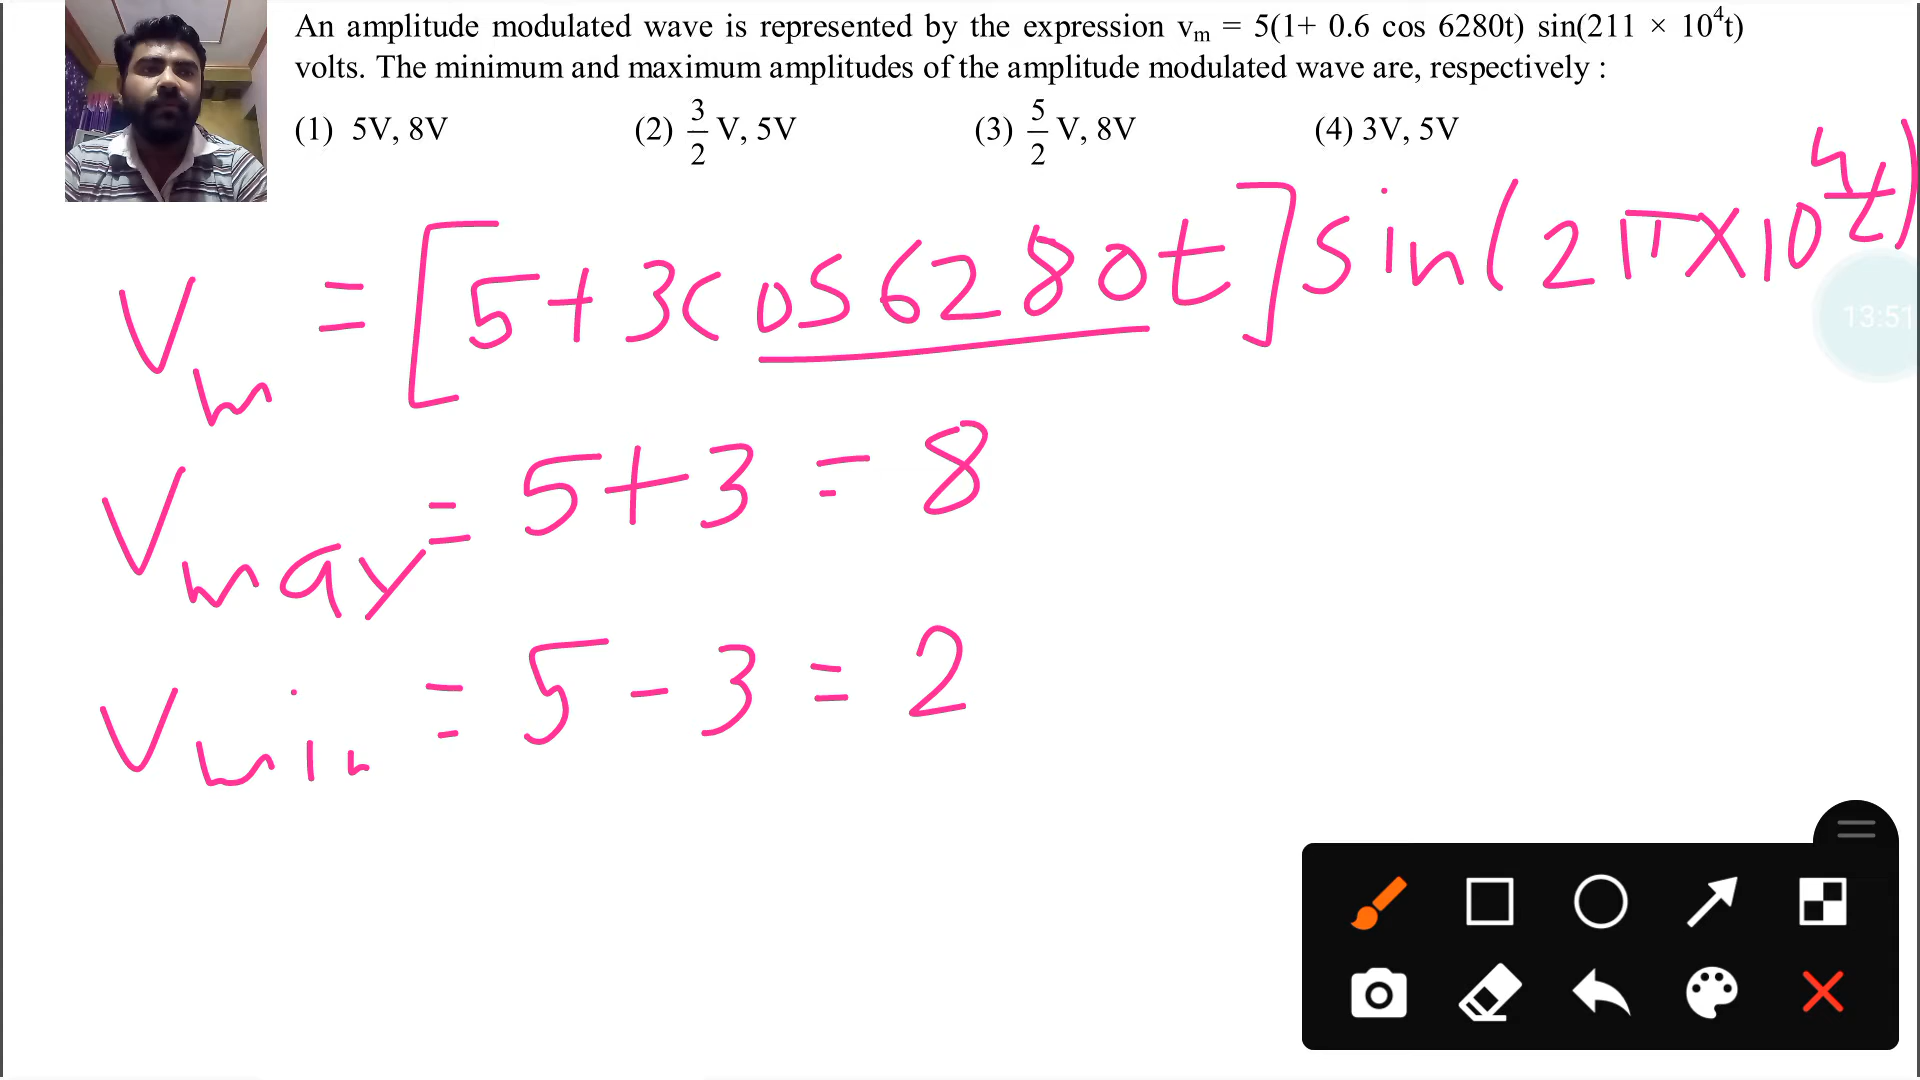 An amplitude modulated wave is represented by the expression vₘ = 5(1+ 0.6 cos 6280t) sin(211 × 10⁴t)
volts. The minimum and maximum amplitudes of the amplitude modulated wave are, respectively :
(1) 5V, 8V (2) 3/2 V, 5V (3) 5/2 V, 8V (4) 3V, 5V
Vₘ = [5+3cos6280t] sin(2π×10⁴t)
13:51
Vmax = 5+3 = 8
Vmin = 5-3 = 2